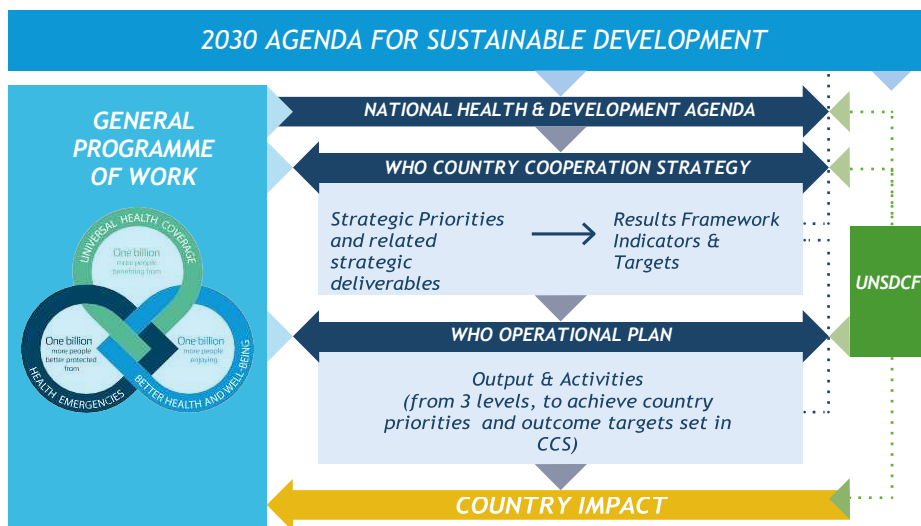 2030 AGENDA FOR SUSTAINABLE DEVELOPMENT
GENERAL
PROGRAMME
OF WORK
UNIVERSAL HEALTH COVERAGE
One billion
more people
benefiting from
One billion
more people
better protected
from
One billion
more people
enjoying
HEALTH EMERGENCIES
BETTER HEALTH AND WELL-BEING
NATIONAL HEALTH & DEVELOPMENT AGENDA
WHO COUNTRY COOPERATION STRATEGY
Strategic Priorities
and related
strategic
deliverables
Results Framework
Indicators &
Targets
WHO OPERATIONAL PLAN
Output & Activities
(from 3 levels, to achieve country
priorities and outcome targets set in
CCS)
COUNTRY IMPACT
UNSDCF